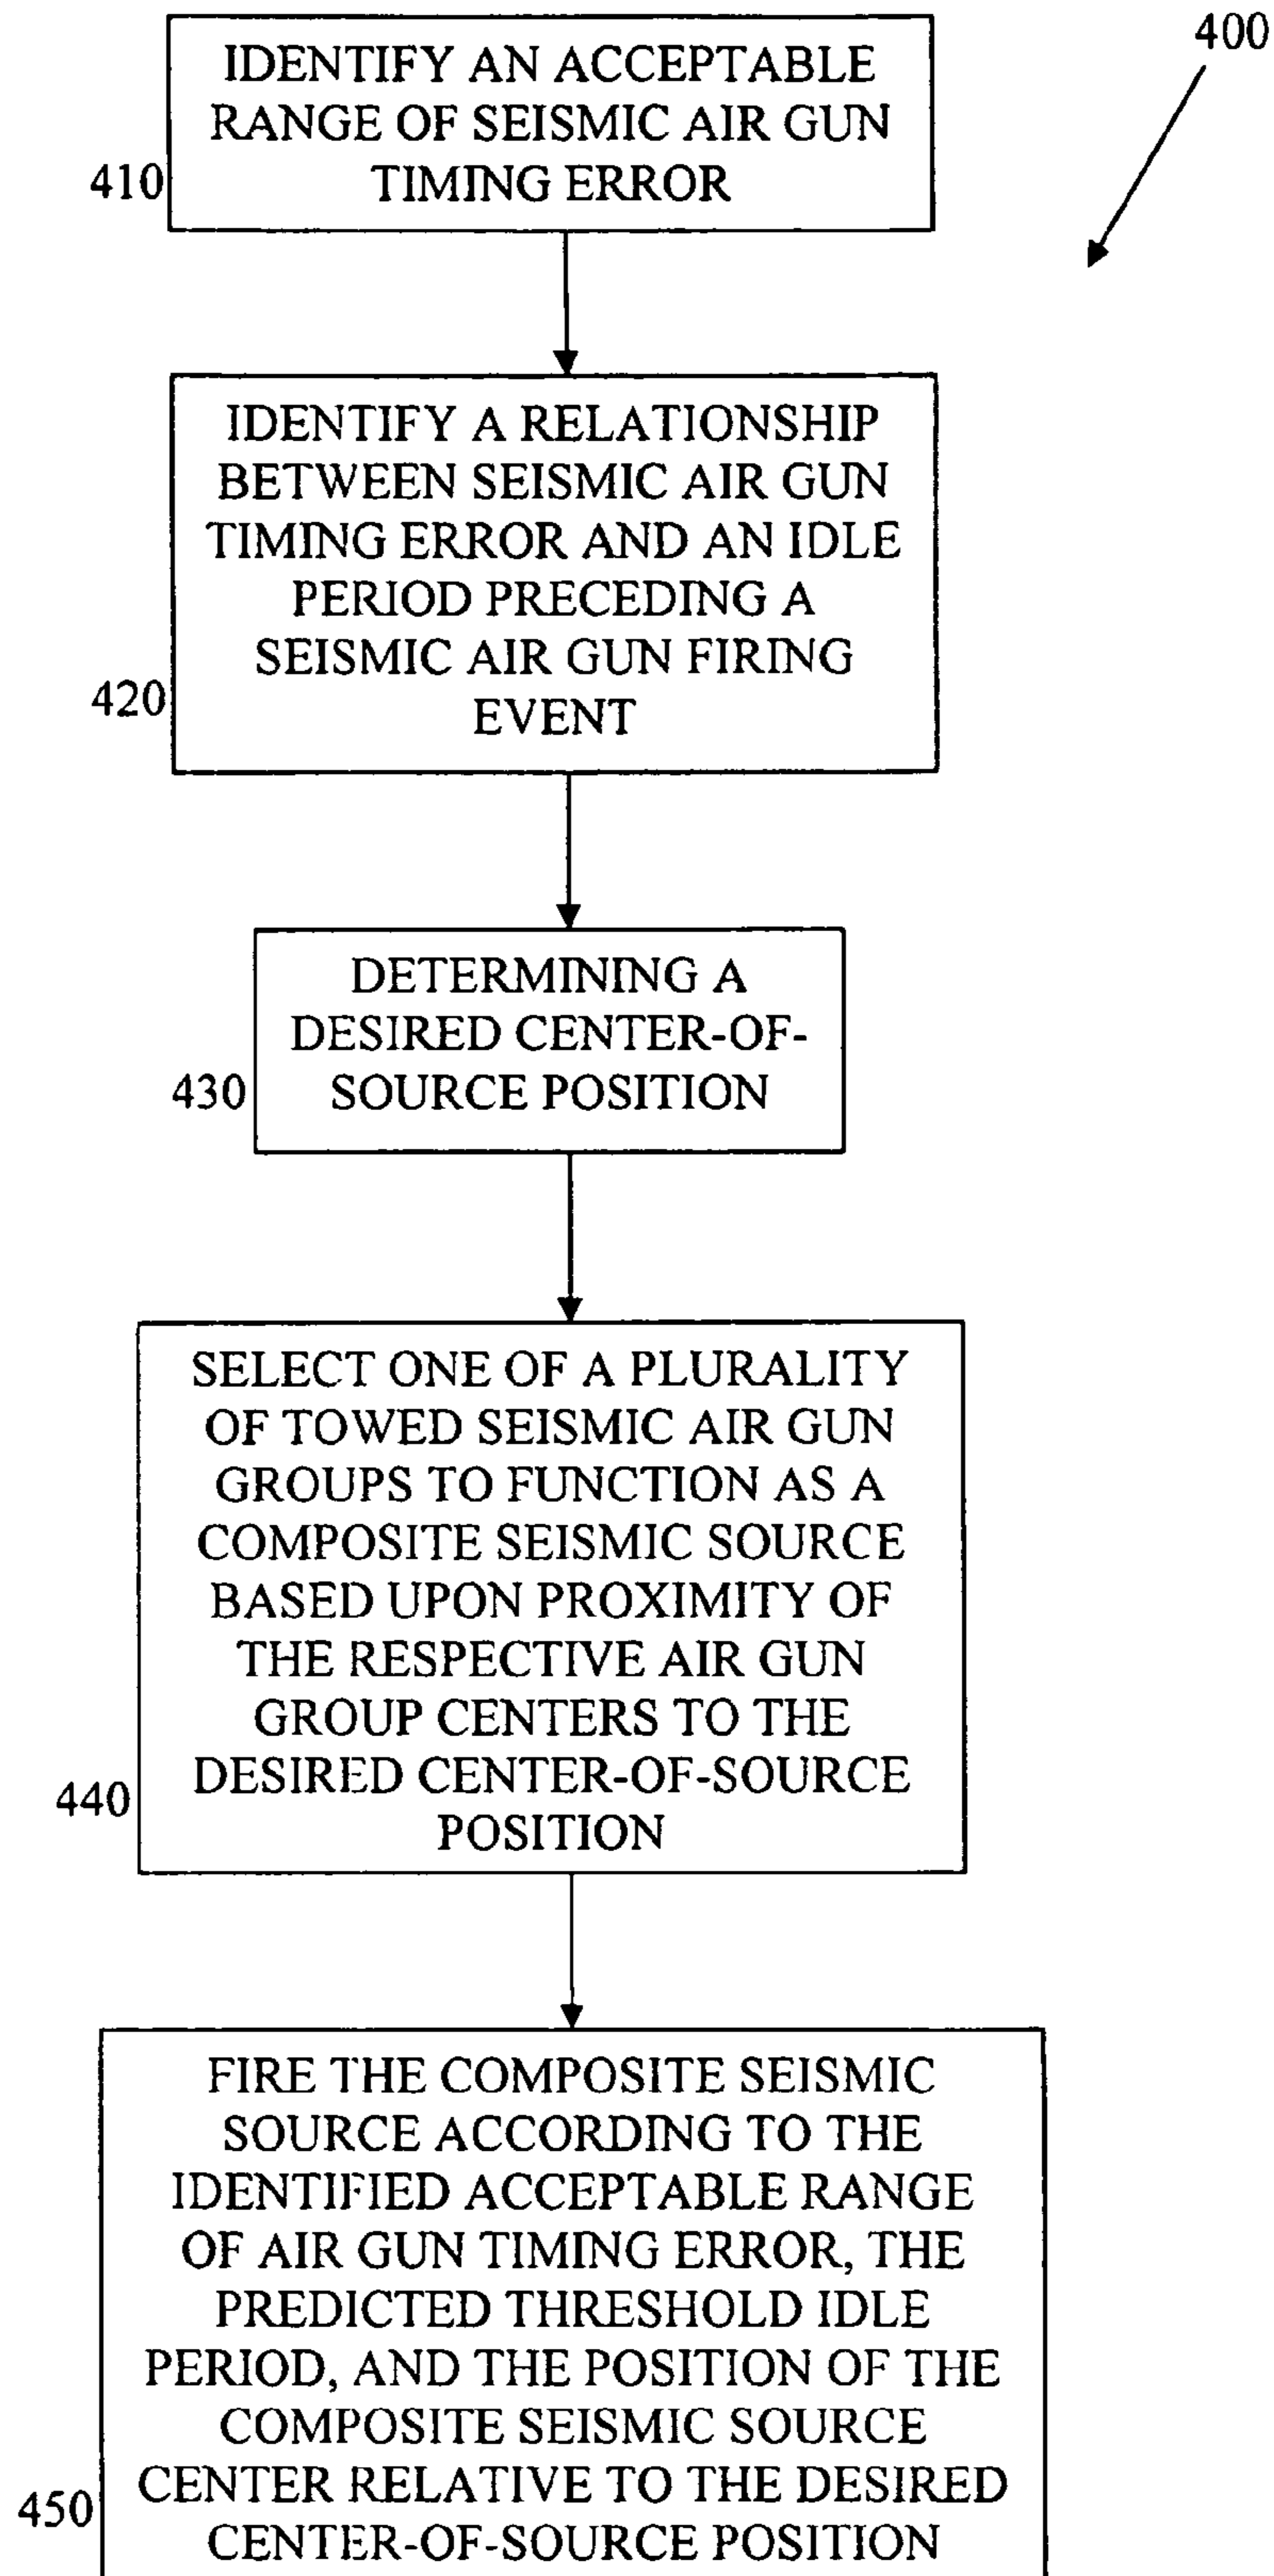 400
IDENTIFY AN ACCEPTABLE
RANGE OF SEISMIC AIR GUN
TIMING ERROR
410
IDENTIFY A RELATIONSHIP
BETWEEN SEISMIC AIR GUN
TIMING ERROR AND AN IDLE
PERIOD PRECEDING A
SEISMIC AIR GUN FIRING
EVENT
420
DETERMINING A
DESIRED CENTER-OF-
SOURCE POSITION
430
SELECT ONE OF A PLURALITY
OF TOWED SEISMIC AIR GUN
GROUPS TO FUNCTION AS A
COMPOSITE SEISMIC SOURCE
BASED UPON PROXIMITY OF
THE RESPECTIVE AIR GUN
GROUP CENTERS TO THE
DESIRED CENTER-OF-SOURCE
POSITION
440
FIRE THE COMPOSITE SEISMIC
SOURCE ACCORDING TO THE
IDENTIFIED ACCEPTABLE RANGE
OF AIR GUN TIMING ERROR, THE
PREDICTED THRESHOLD IDLE
PERIOD, AND THE POSITION OF THE
COMPOSITE SEISMIC SOURCE
CENTER RELATIVE TO THE DESIRED
CENTER-OF-SOURCE POSITION
450